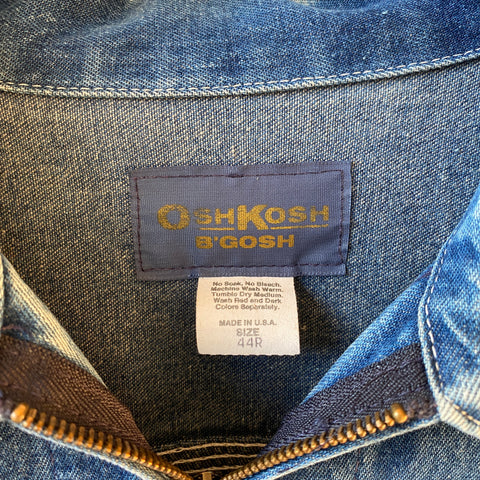 OSHKOSH
B'GOSH
No Soak, No Bleach.
Machine Wash Warm.
Tumble Dry Medium.
Wash Red and Dark
Colors Separately.
MADE IN U.S.A.
SIZE
44R